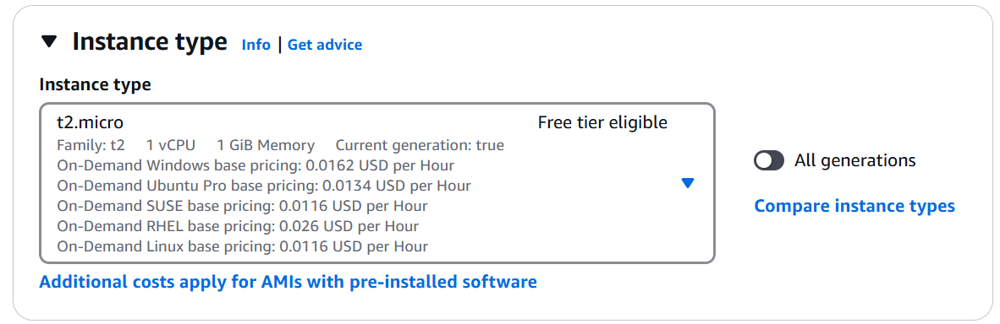 Instance type Info | Get advice
Instance type
t2.micro Free tier eligible
Family: t2 1 vCPU 1 GiB Memory Current generation: true
On-Demand Windows base pricing: 0.0162 USD per Hour
On-Demand Ubuntu Pro base pricing: 0.0134 USD per Hour
On-Demand SUSE base pricing: 0.0116 USD per Hour
On-Demand RHEL base pricing: 0.026 USD per Hour
On-Demand Linux base pricing: 0.0116 USD per Hour
All generations
Compare instance types
Additional costs apply for AMIs with pre-installed software